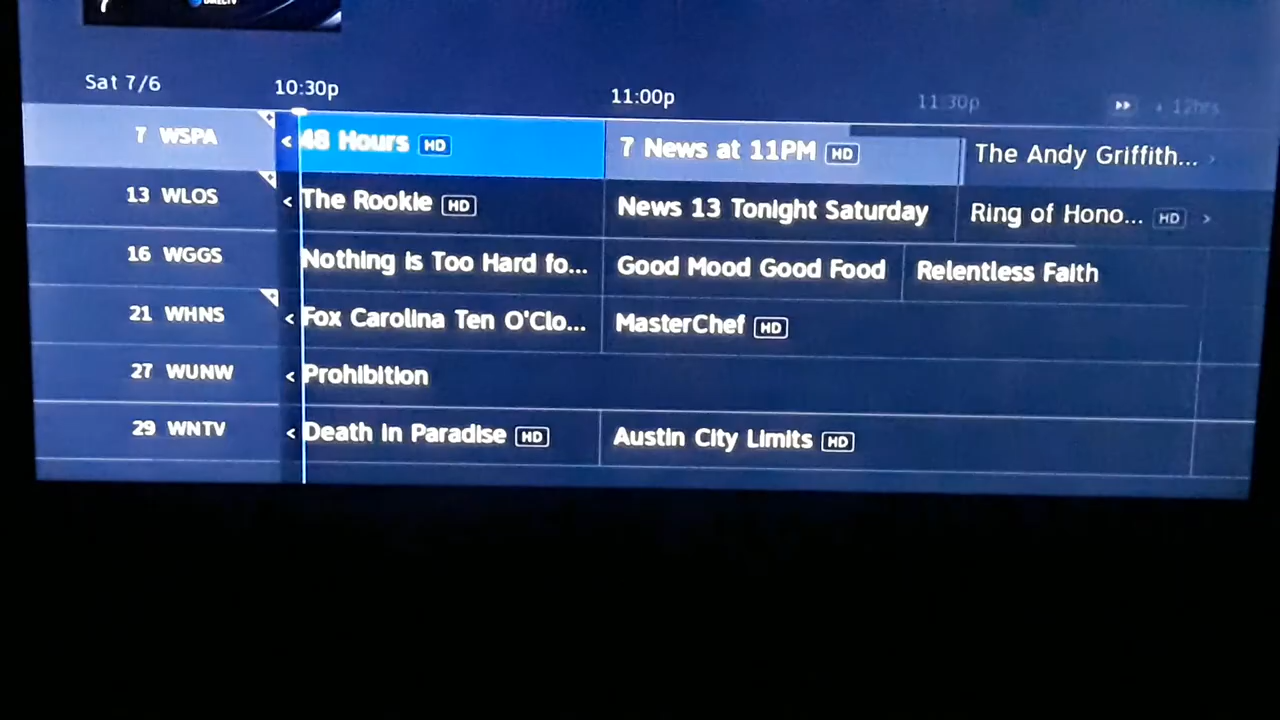 DIRECTV
Sat 7/6 10:30p 11:00p 11:30p 12hrs
7 WSPA < 48 Hours HD 7 News at 11PM HD The Andy Griffith... >
13 WLOS < The Rookie HD News 13 Tonight Saturday Ring of Hono... HD >
16 WGGS Nothing is Too Hard fo... Good Mood Good Food Relentless Faith
21 WHNS < Fox Carolina Ten O'Clo... MasterChef HD
27 WUNW < Prohibition
29 WNTV < Death in Paradise HD Austin City Limits HD